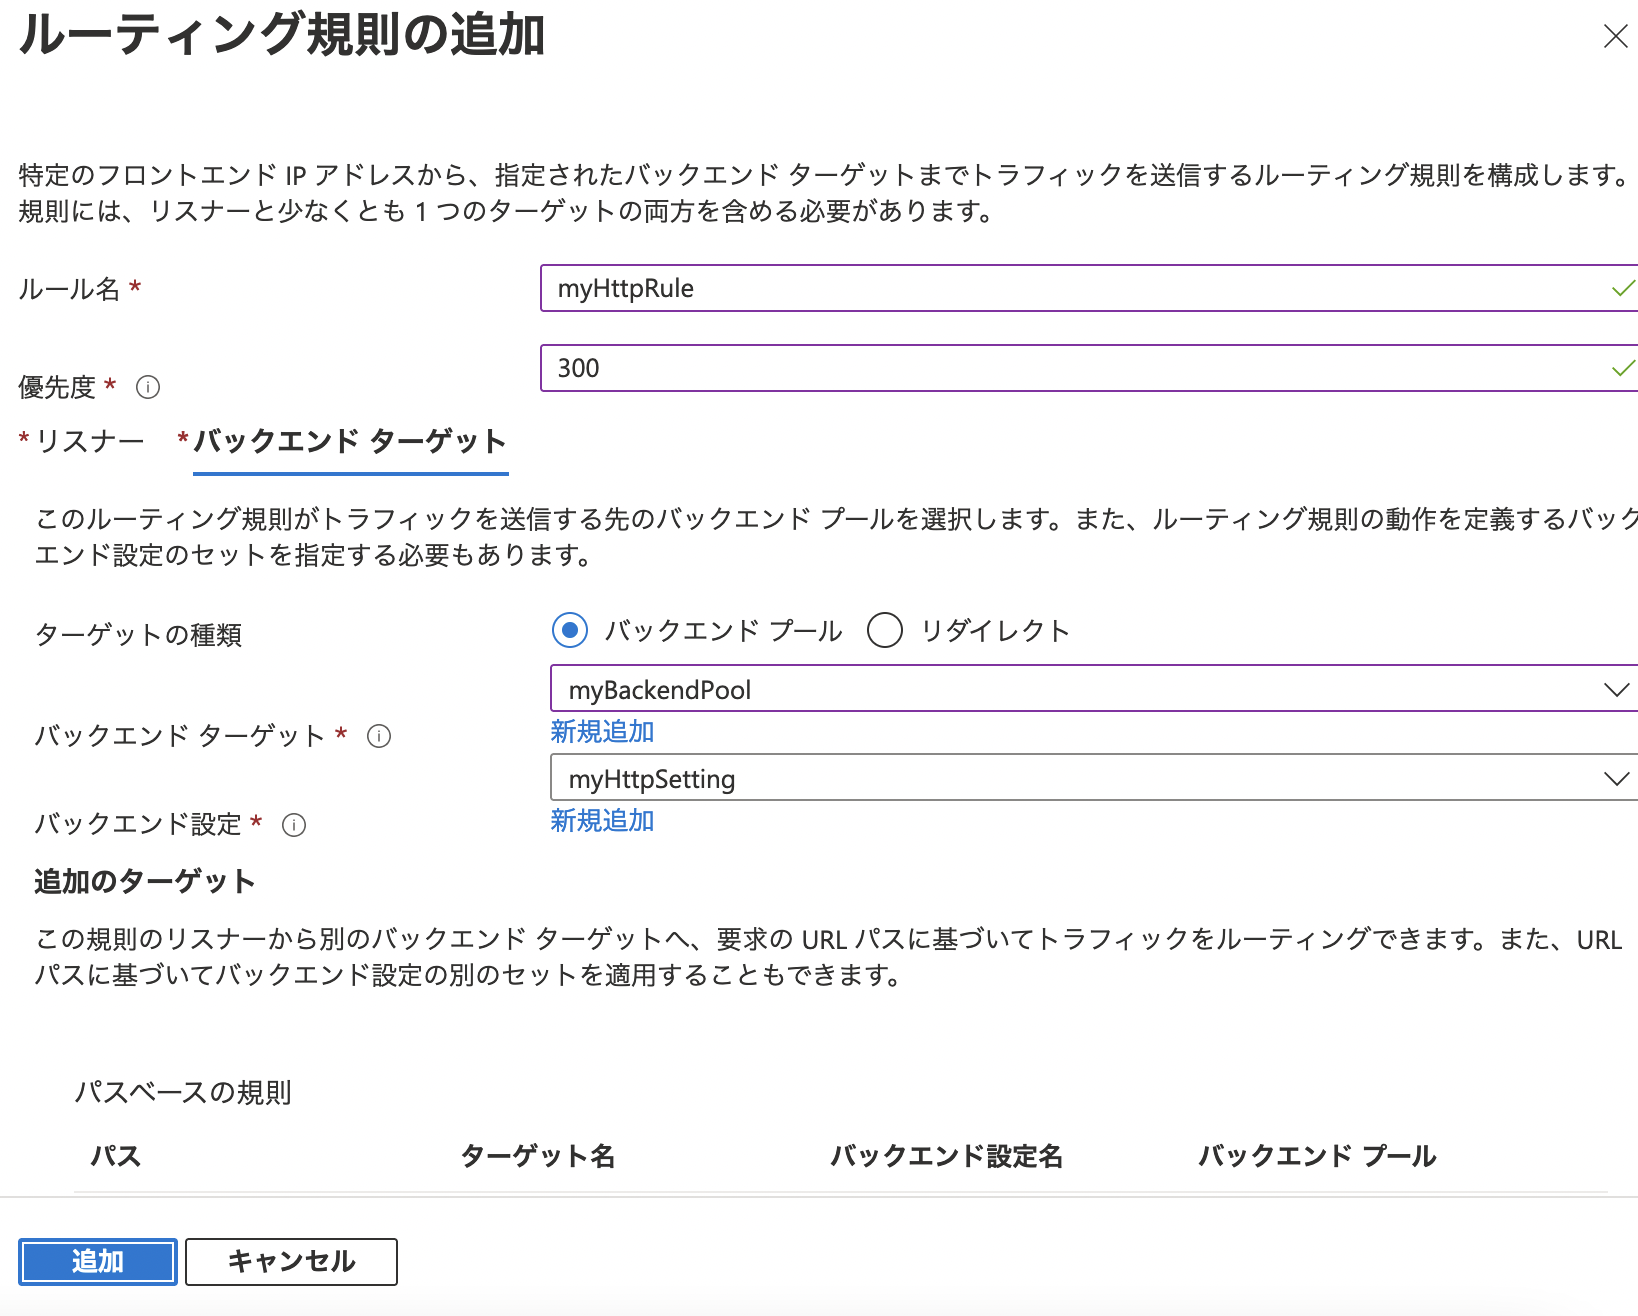 ルーティング規則の追加
特定のフロントエンド IP アドレスから、指定されたバックエンド ターゲットまでトラフィックを送信するルーティング規則を構成します。
規則には、リスナーと少なくとも 1 つのターゲットの両方を含める必要があります。
ルール名 *
myHttpRule
優先度 *
300
* リスナー * バックエンド ターゲット
このルーティング規則がトラフィックを送信する先のバックエンド プールを選択します。また、ルーティング規則の動作を定義するバック
エンド設定のセットを指定する必要もあります。
ターゲットの種類
バックエンド プール リダイレクト
myBackendPool
バックエンド ターゲット *
新規追加
myHttpSetting
バックエンド設定 *
新規追加
追加のターゲット
この規則のリスナーから別のバックエンド ターゲットへ、要求の URL パスに基づいてトラフィックをルーティングできます。また、URL
パスに基づいてバックエンド設定の別のセットを適用することもできます。
パスベースの規則
パス ターゲット名 バックエンド設定名 バックエンド プール
追加 キャンセル